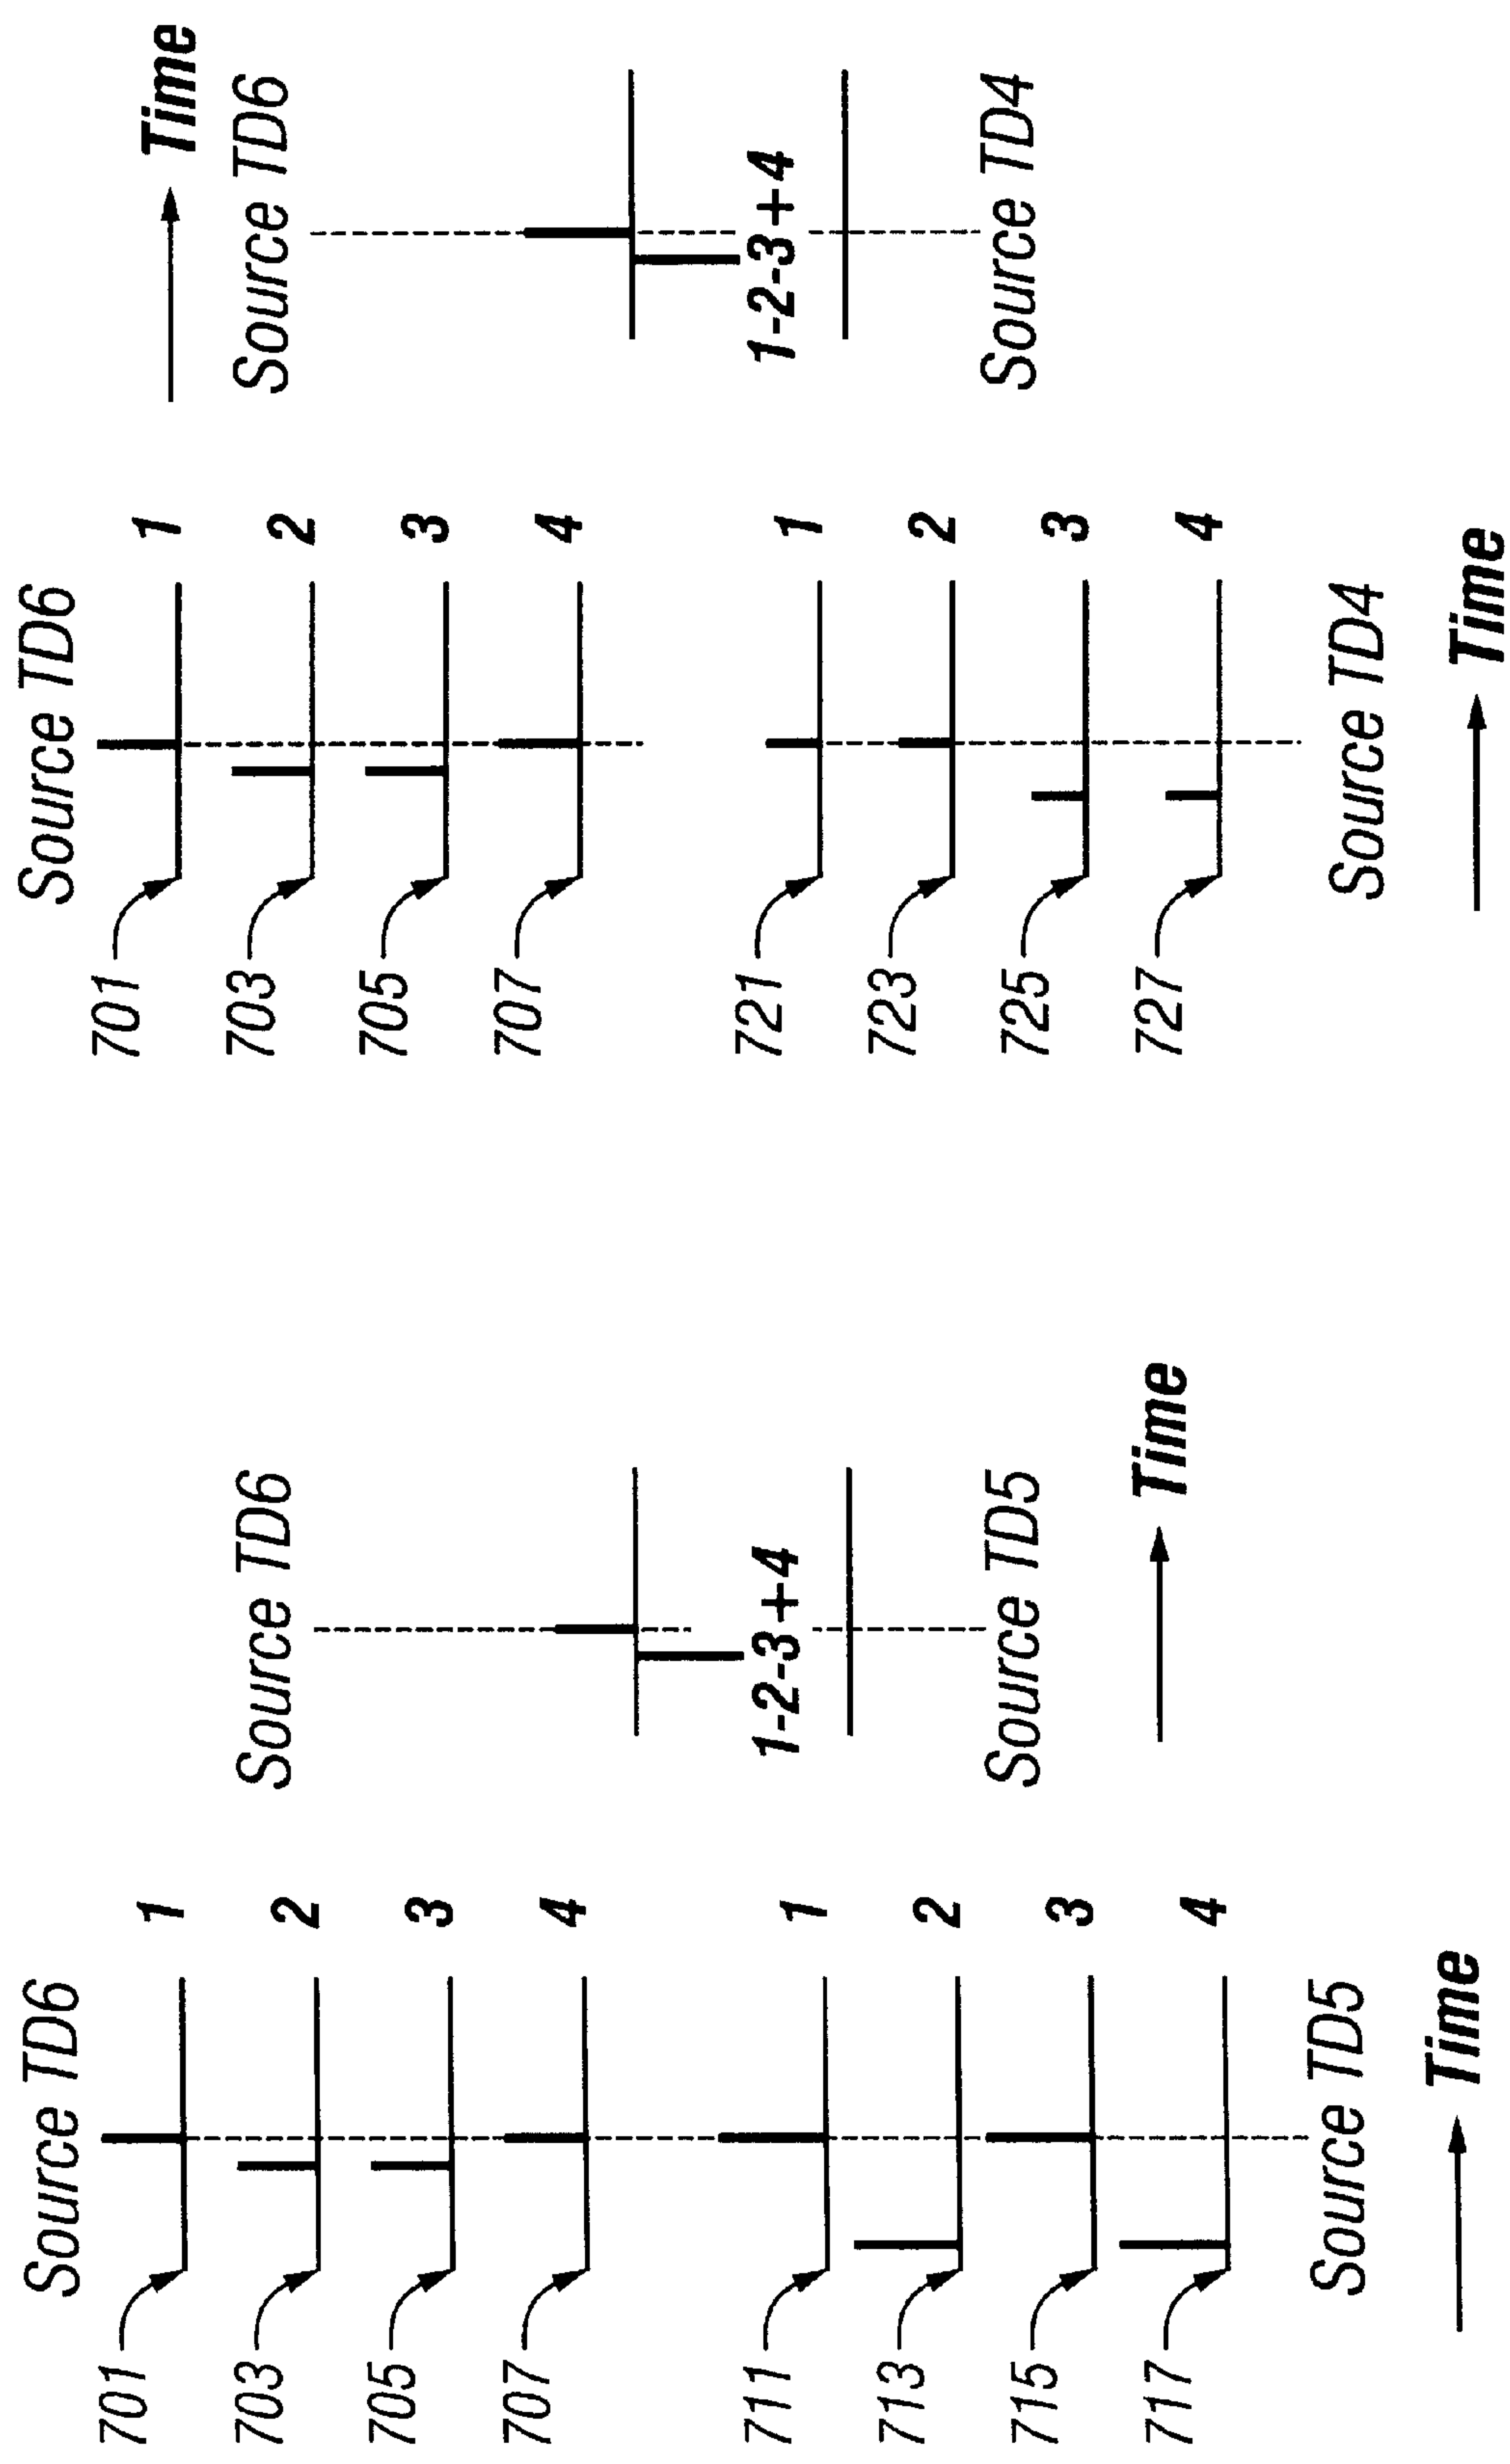 Source TD6
701 1
703 2
705 3
707 4
711 1
713 2
715 3
717 4
Source TD5
Time
Source TD6
1-2-3+4
Source TD5
Time
Source TD6
701 1
703 2
705 3
707 4
721 1
723 2
725 3
727 4
Source TD4
Time
Time
Source TD6
1-2-3+4
Source TD4